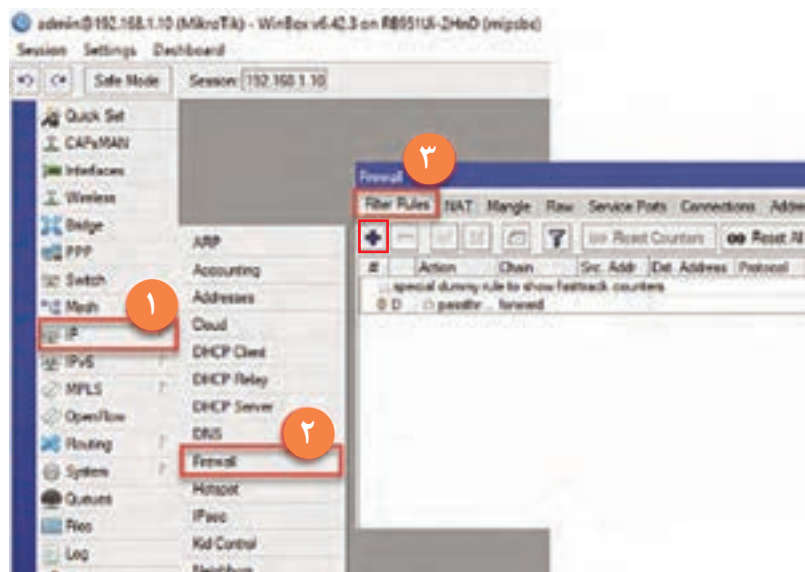 admin@192.168.1.10 (MikroTik) - WinBox v6.42.3 on RB951Ui-2HnD (mipsbe)
Session Settings Dashboard
Safe Mode Session: 192.168.1.10
Quick Set
CAPsMAN
Interfaces
Wireless
Bridge
PPP
Switch
Mesh
۱
IP
IPv6
MPLS
OpenFlow
Routing
System
Queues
Files
Log
ARP
Accounting
Addresses
Cloud
DHCP Client
DHCP Relay
DHCP Server
DNS
۲
Firewall
Hotspot
IPsec
Kid Control
Neighbors
۳
Firewall
Filter Rules NAT Mangle Raw Service Ports Connections Addre
Reset Counters 00 Reset All
# Action Chain Src. Addr Dst. Address Protocol
;;; special dummy rule to show fasttrack counters
0 D passthr... forward